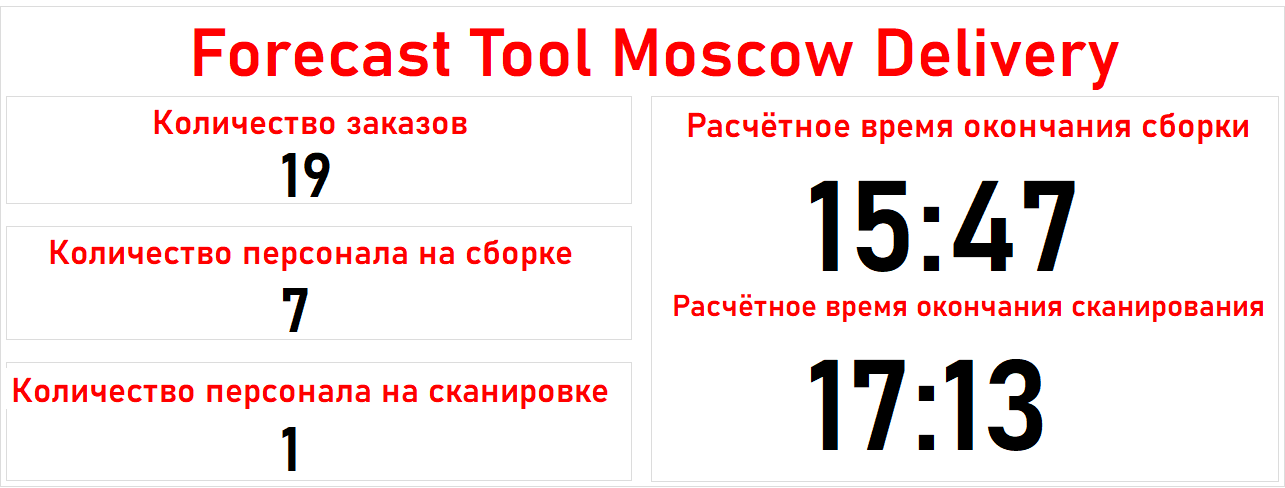 Forecast Tool Moscow Delivery
Количество заказов
19
Количество персонала на сборке
7
Количество персонала на сканировке
1
Расчётное время окончания сборки
15:47
Расчётное время окончания сканирования
17:13